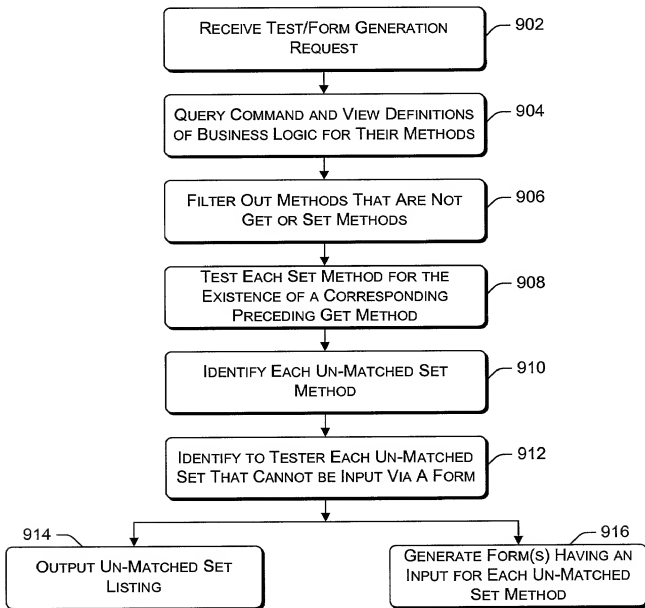 RECEIVE TEST/FORM GENERATION
REQUEST
902
QUERY COMMAND AND VIEW DEFINITIONS
OF BUSINESS LOGIC FOR THEIR METHODS
904
FILTER OUT METHODS THAT ARE NOT
GET OR SET METHODS
906
TEST EACH SET METHOD FOR THE
EXISTENCE OF A CORRESPONDING
PRECEDING GET METHOD
908
IDENTIFY EACH UN-MATCHED SET
METHOD
910
IDENTIFY TO TESTER EACH UN-MATCHED
SET THAT CANNOT BE INPUT VIA A FORM
912
914
OUTPUT UN-MATCHED SET
LISTING
916
GENERATE FORM(S) HAVING AN
INPUT FOR EACH UN-MATCHED
SET METHOD